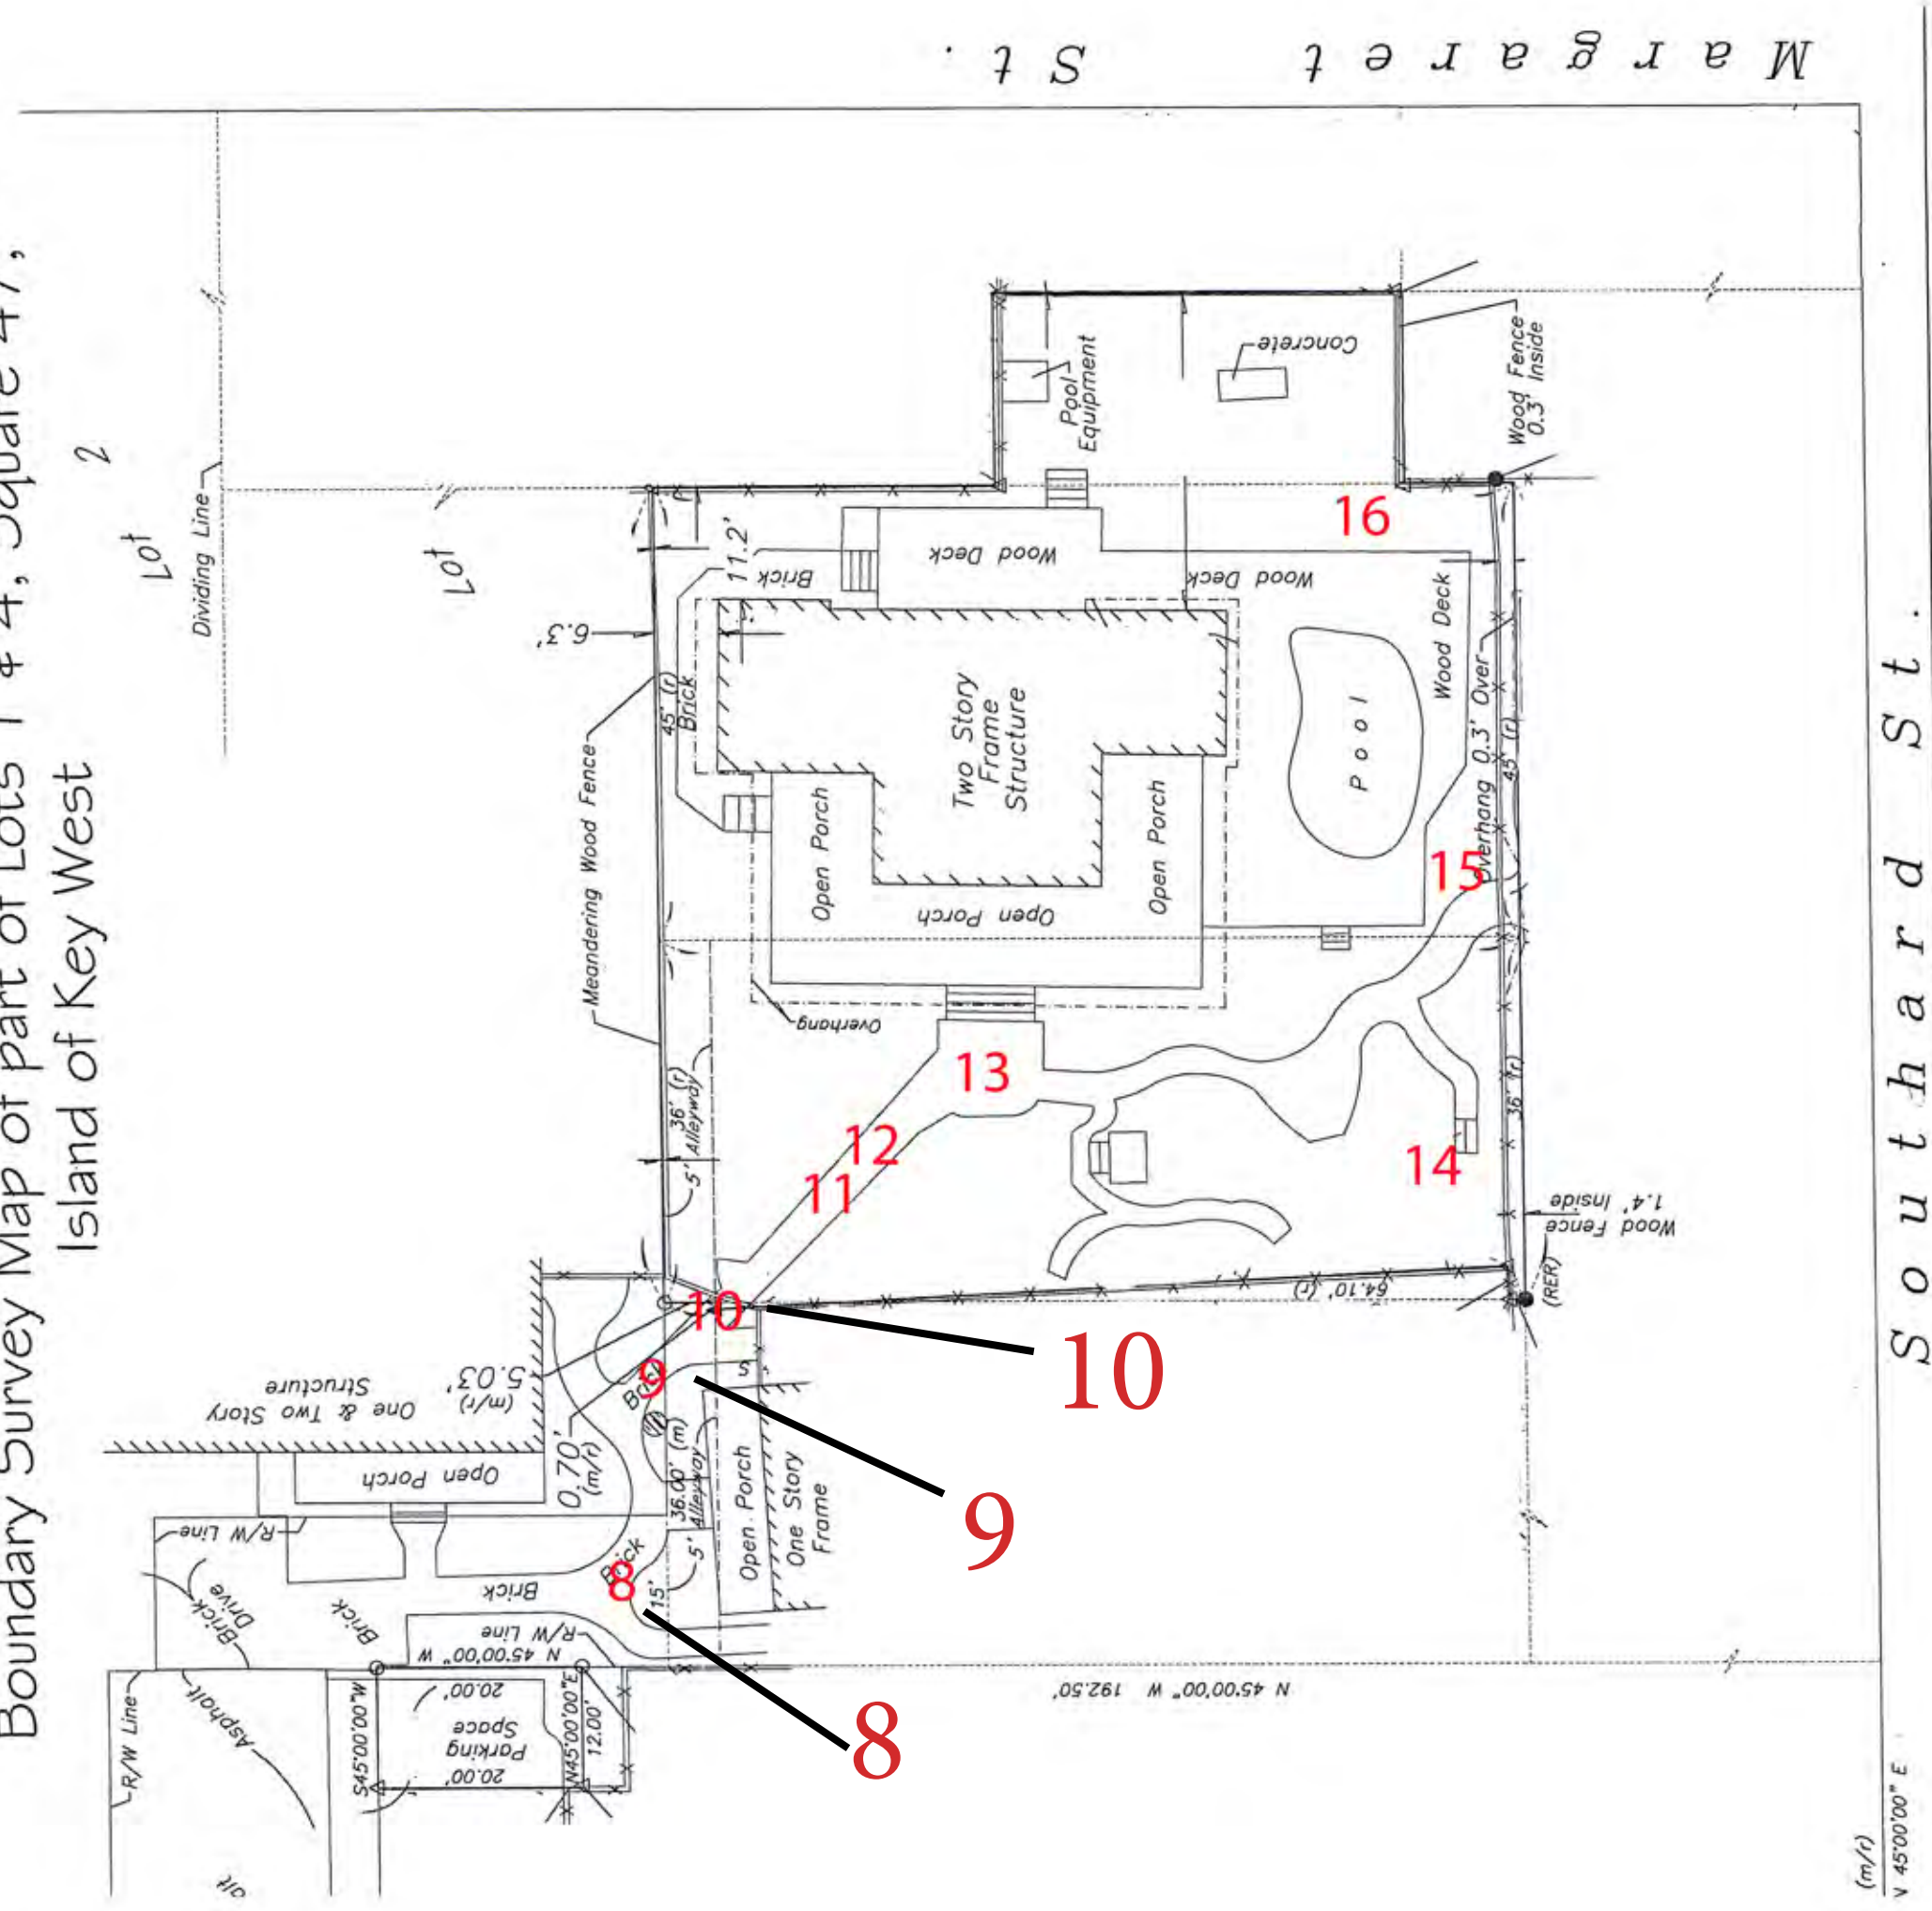 Boundary Survey Map of part of Lots 1 & 4, Square 47,
Island of Key West
Margaret St.
Southard St.
Lot 2
Lot
Dividing Line
Meandering Wood Fence
6.3'
11.2'
45' (r)
Brick
Brick
Wood Deck
Wood Deck
Wood Deck
Pool
Equipment
Concrete
Wood Fence
0.3' Inside
16
Two Story
Frame
Structure
Open Porch
Open Porch
Open Porch
Pool
Overhang 0.3' Over
45' (r)
15
Overhang
36' (r)
5' Alleyway
13
12
11
14
36' (r)
Wood Fence
1.4' Inside
(RER)
64.10' (r)
10
10
5.03'
(m/r)
One & Two Story
Structure
0.70'
(m/r)
Brick
9
9
S
36.00' (m)
5' Alleyway
Open Porch
One Story
Frame
Open Porch
R/W Line
Brick
Drive
Brick
Brick
Brick
8
8
15'
R/W Line
N 45°00'00" W
20.00'
Parking
Space
20.00'
S45°00'00"W
N45°00'00"E
12.00'
R/W Line
Asphalt
alt
N 45°00'00" W 192.50'
(m/r)
N 45°00'00" E